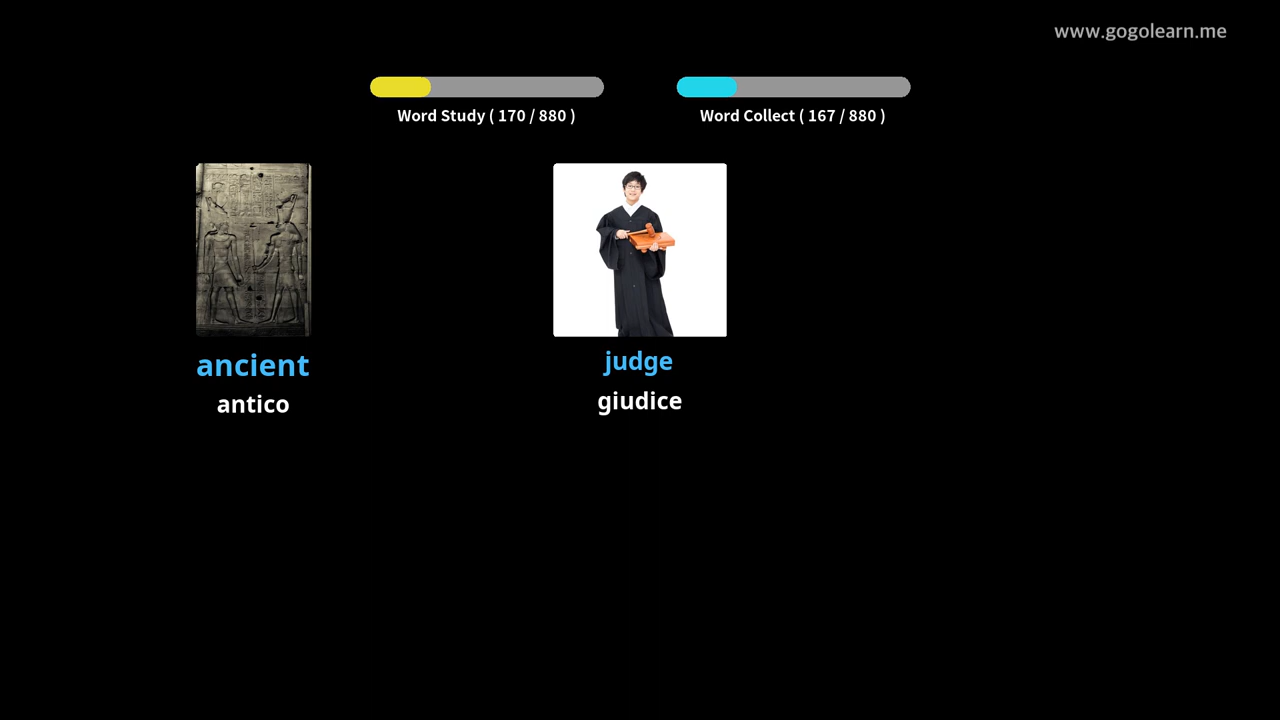 www.gogolearn.me
Word Study ( 170 / 880 )
Word Collect ( 167 / 880 )
ancient
antico
judge
giudice